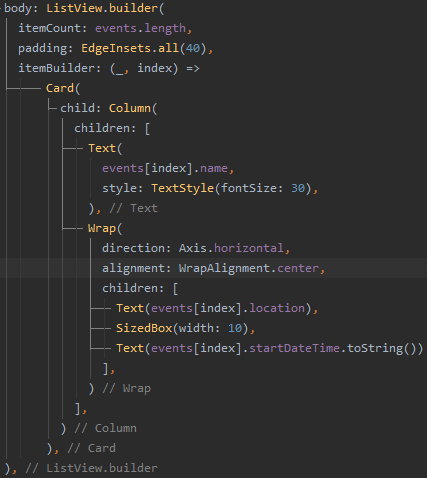 body: ListView.builder(
itemCount: events.length,
padding: EdgeInsets.all(40),
itemBuilder: (_, index) =>
Card(
child: Column(
children: [
Text(
events[index].name,
style: TextStyle(fontSize: 30),
), // Text
Wrap(
direction: Axis.horizontal,
alignment: WrapAlignment.center,
children: [
Text(events[index].location),
SizedBox(width: 10),
Text(events[index].startDateTime.toString())
],
) // Wrap
],
) // Column
), // Card
), // ListView.builder